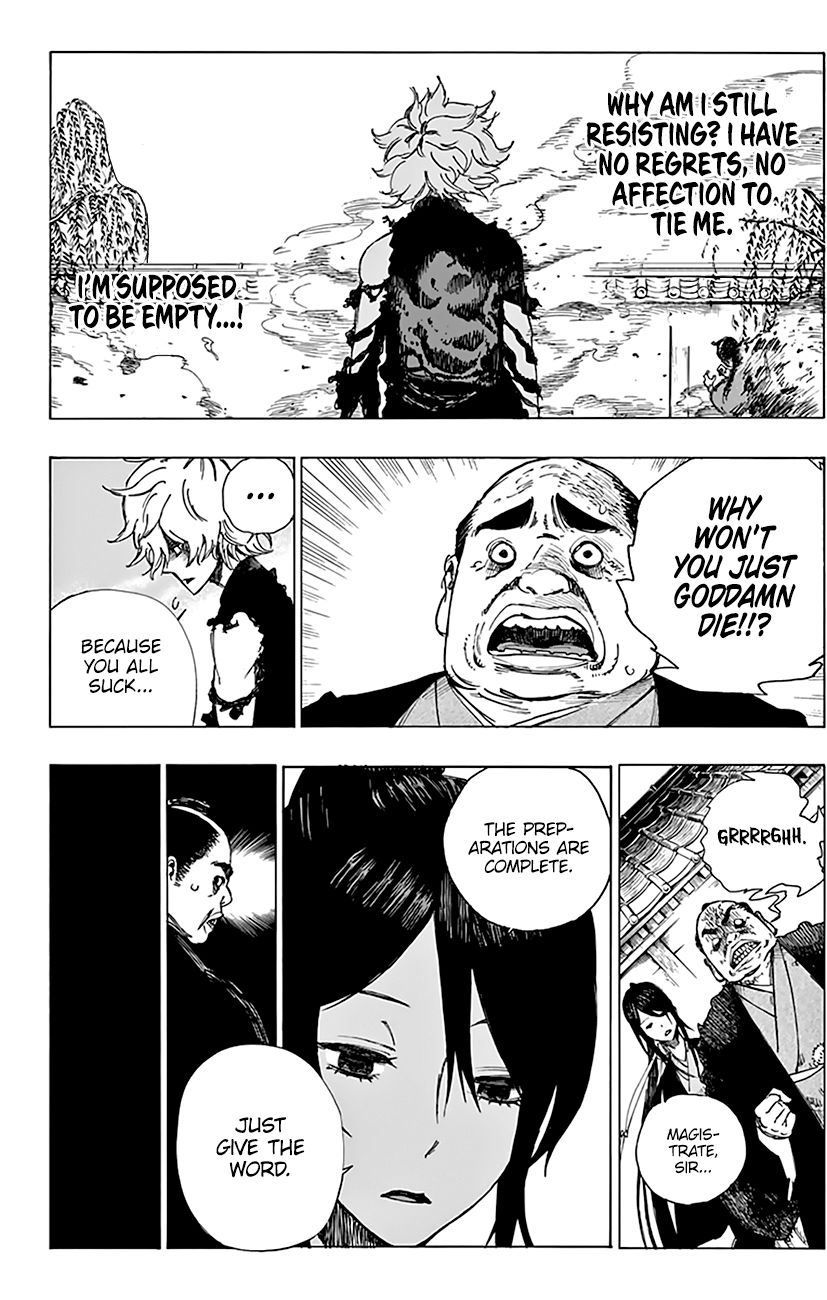 WHY AM I STILL
RESISTING? I HAVE
NO REGRETS, NO
AFFECTION TO
TIE ME.
I'M SUPPOSED
TO BE EMPTY...!
WHY
WON'T
YOU JUST
GODDAMN
DIE!!?
...
BECAUSE
YOU ALL
SUCK...
GRRRRGHH.
MAGIS-
TRATE,
SIR...
THE PREP-
ARATIONS ARE
COMPLETE.
JUST
GIVE THE
WORD.